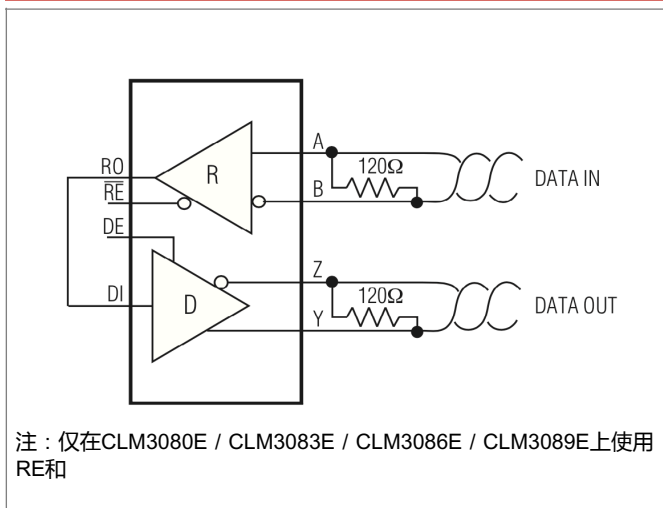 A
120Ω
RO
R
DATA IN
RE
B
DE
Z
120Ω
DI
D
DATA OUT
Y
注：仅在CLM3080E / CLM3083E / CLM3086E / CLM3089E上使用
RE和